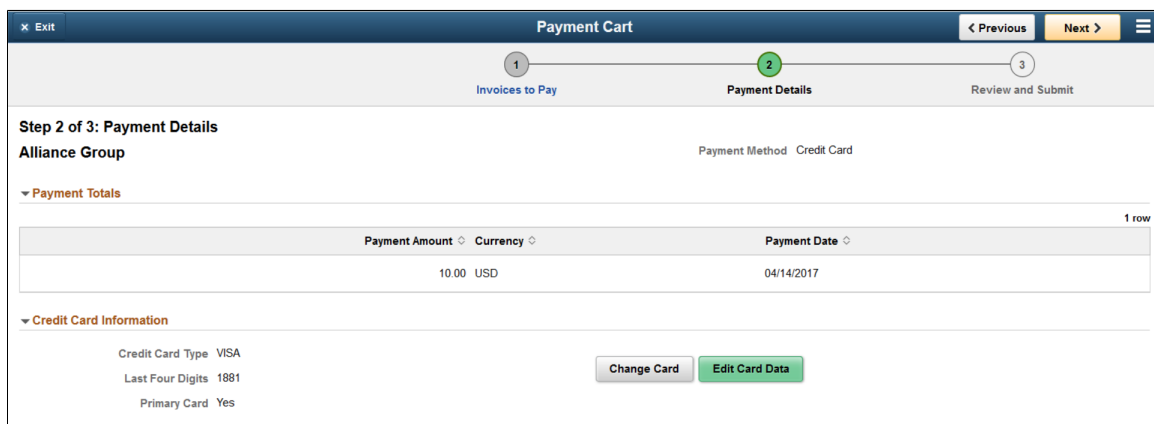 × Exit Payment Cart < Previous Next >
1 2 3
Invoices to Pay Payment Details Review and Submit
Step 2 of 3: Payment Details
Alliance Group Payment Method Credit Card
Payment Totals
1 row
Payment Amount Currency Payment Date
10.00 USD 04/14/2017
Credit Card Information
Credit Card Type VISA
Change Card Edit Card Data
Last Four Digits 1881
Primary Card Yes